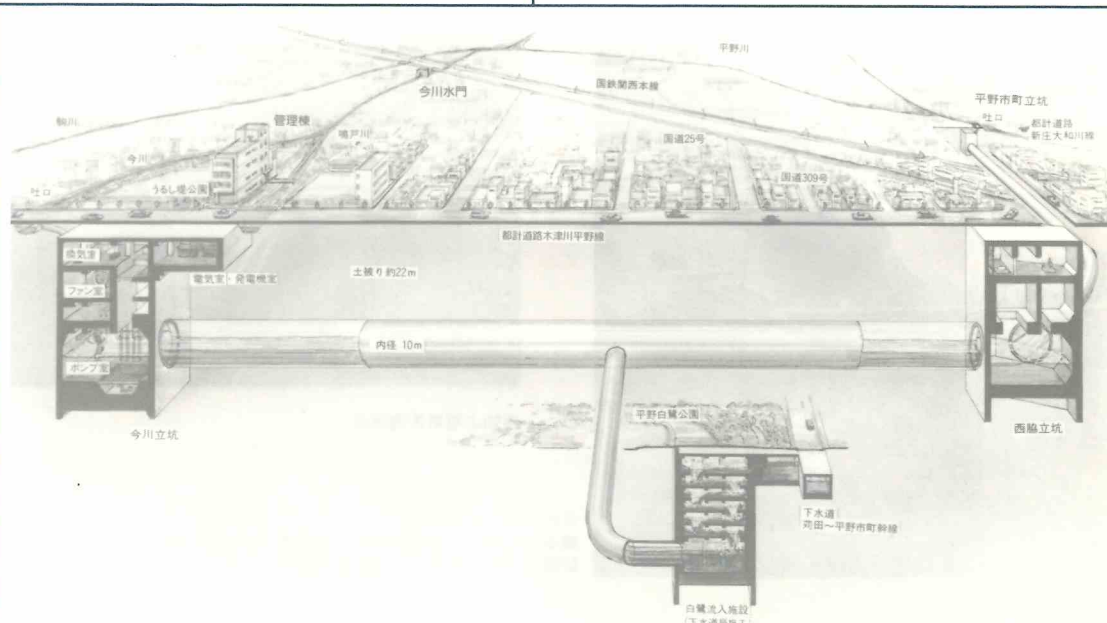 平野川
国鉄関西本線
今川水門
平野市町立坑
吐口
都計道路
新庄大和川線
駒川
管理棟
鳴戸川
国道25号
今川
国道309号
吐口
うるし堤公園
都計道路木津川平野線
換気室
電気室・発電機室
土被り約22m
ファン室
内径 10m
ポンプ室
平野白鷺公園
今川立坑
西脇立坑
下水道
苅田〜平野市町幹線
白鷺流入施設